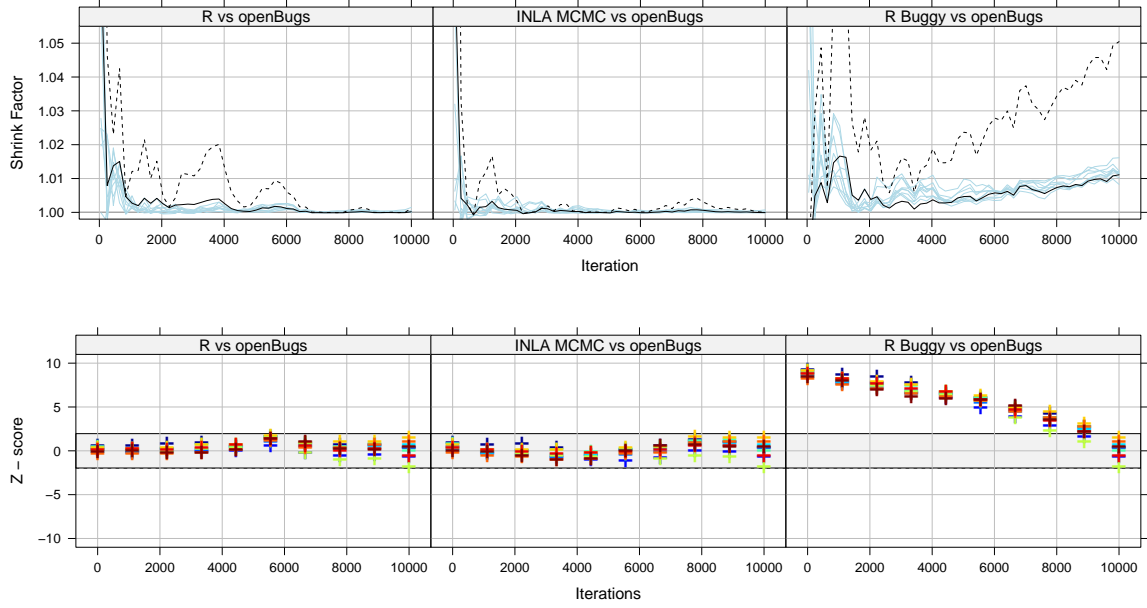 R vs openBugs INLA MCMC vs openBugs R Buggy vs openBugs
1.05
1.04
1.03
1.02
1.01
1.00
Shrink Factor
0 2000 4000 6000 8000 10000 0 2000 4000 6000 8000 10000 0 2000 4000 6000 8000 10000
Iteration
R vs openBugs INLA MCMC vs openBugs R Buggy vs openBugs
10
5
0
−5
−10
Z − score
0 2000 4000 6000 8000 10000 0 2000 4000 6000 8000 10000 0 2000 4000 6000 8000 10000
Iterations